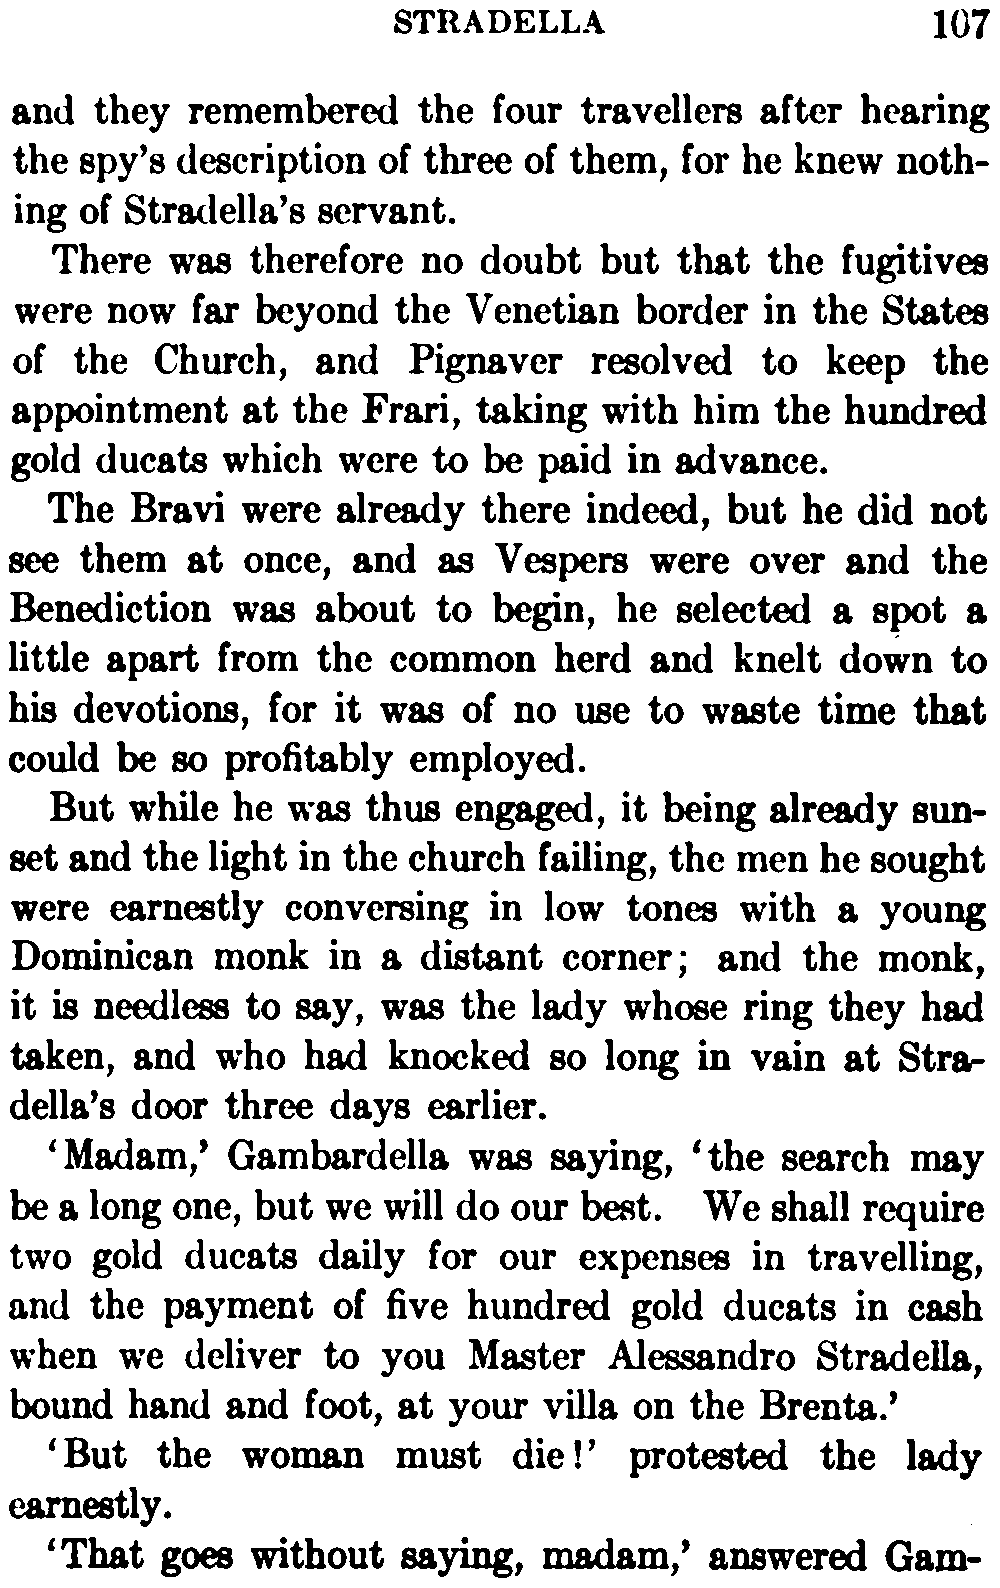 STRADELLA 107
and they remembered the four travellers after hearing
the spy's description of three of them, for he knew noth-
ing of Stradella's servant.
There was therefore no doubt but that the fugitives
were now far beyond the Venetian border in the States
of the Church, and Pignaver resolved to keep the
appointment at the Frari, taking with him the hundred
gold ducats which were to be paid in advance.
The Bravi were already there indeed, but he did not
see them at once, and as Vespers were over and the
Benediction was about to begin, he selected a spot a
little apart from the common herd and knelt down to
his devotions, for it was of no use to waste time that
could be so profitably employed.
But while he was thus engaged, it being already sun-
set and the light in the church failing, the men he sought
were earnestly conversing in low tones with a young
Dominican monk in a distant corner; and the monk,
it is needless to say, was the lady whose ring they had
taken, and who had knocked so long in vain at Stra-
della's door three days earlier.
'Madam,' Gambardella was saying, 'the search may
be a long one, but we will do our best. We shall require
two gold ducats daily for our expenses in travelling,
and the payment of five hundred gold ducats in cash
when we deliver to you Master Alessandro Stradella,
bound hand and foot, at your villa on the Brenta.'
'But the woman must die!' protested the lady
earnestly.
'That goes without saying, madam,' answered Gam-